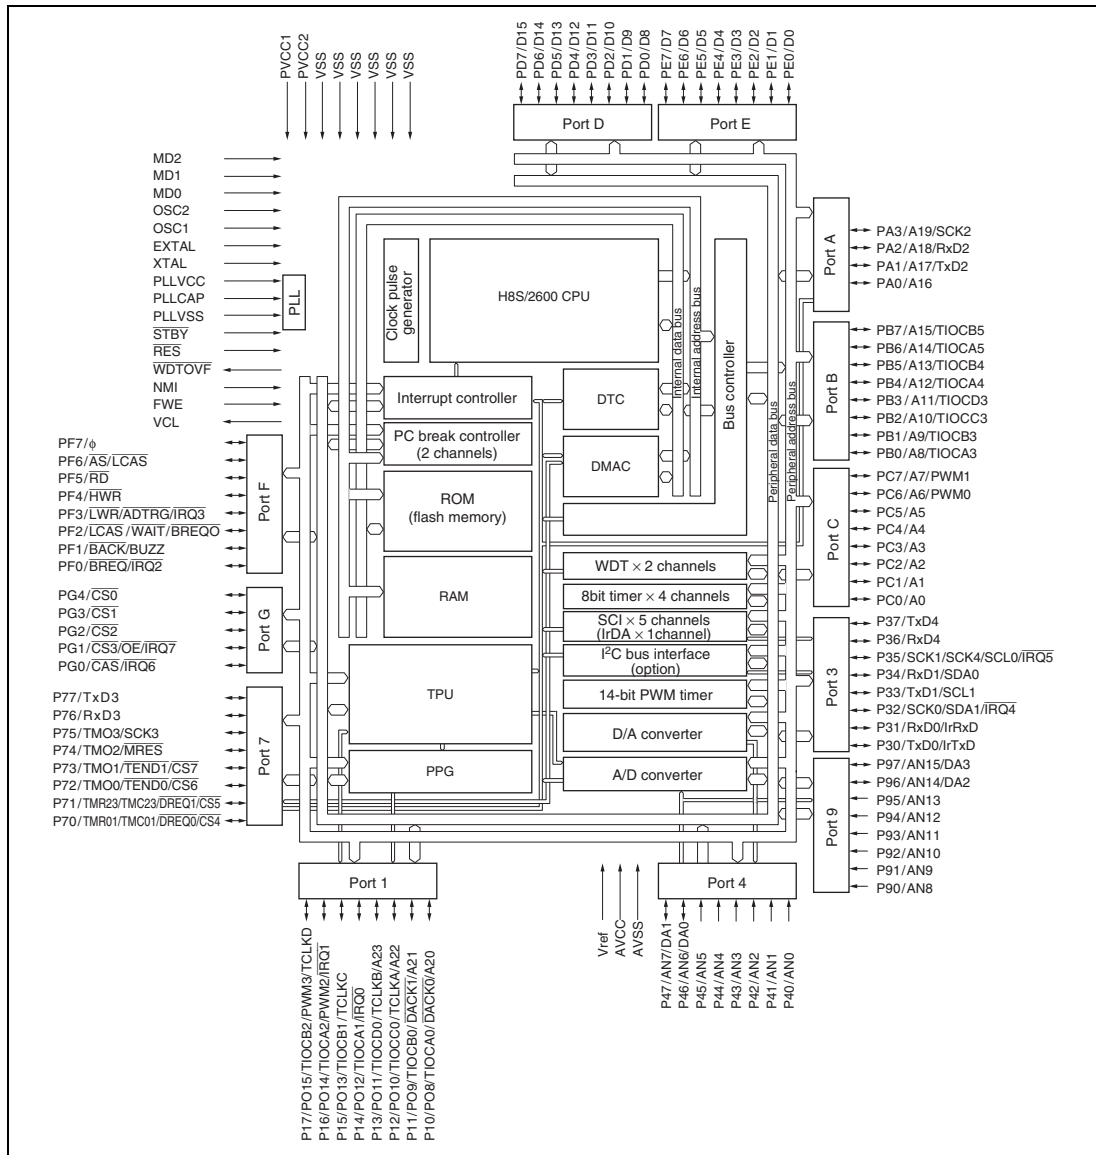 PVCC1
PVCC2
VSS
VSS
VSS
VSS
VSS
VSS
PD7/D15
PD6/D14
PD5/D13
PD4/D12
PD3/D11
PD2/D10
PD1/D9
PD0/D8
PE7/D7
PE6/D6
PE5/D5
PE4/D4
PE3/D3
PE2/D2
PE1/D1
PE0/D0
Port D
Port E
MD2
MD1
MD0
OSC2
OSC1
EXTAL
XTAL
PLLVCC
PLLCAP
PLLVSS
STBY
RES
WDTOVF
NMI
FWE
VCL
PLL
Clock pulse
generator
H8S/2600 CPU
Internal data bus
Internal address bus
Bus controller
Peripheral data bus
Peripheral address bus
Port A
PA3/A19/SCK2
PA2/A18/RxD2
PA1/A17/TxD2
PA0/A16
Port B
PB7/A15/TIOCB5
PB6/A14/TIOCA5
PB5/A13/TIOCB4
PB4/A12/TIOCA4
PB3/A11/TIOCD3
PB2/A10/TIOCC3
PB1/A9/TIOCB3
PB0/A8/TIOCA3
Interrupt controller
PC break controller
(2 channels)
DTC
DMAC
ROM
(flash memory)
RAM
PF7/φ
PF6/AS/LCAS
PF5/RD
PF4/HWR
PF3/LWR/ADTRG/IRQ3
PF2/LCAS/WAIT/BREQO
PF1/BACK/BUZZ
PF0/BREQ/IRQ2
Port F
Port C
PC7/A7/PWM1
PC6/A6/PWM0
PC5/A5
PC4/A4
PC3/A3
PC2/A2
PC1/A1
PC0/A0
PG4/CS0
PG3/CS1
PG2/CS2
PG1/CS3/OE/IRQ7
PG0/CAS/IRQ6
Port G
WDT × 2 channels
8bit timer × 4 channels
SCI × 5 channels
(IrDA × 1channel)
I²C bus interface
(option)
14-bit PWM timer
D/A converter
A/D converter
TPU
PPG
Port 3
P37/TxD4
P36/RxD4
P35/SCK1/SCK4/SCL0/IRQ5
P34/RxD1/SDA0
P33/TxD1/SCL1
P32/SCK0/SDA1/IRQ4
P31/RxD0/IrRxD
P30/TxD0/IrTxD
P77/TxD3
P76/RxD3
P75/TMO3/SCK3
P74/TMO2/MRES
P73/TMO1/TEND1/CS7
P72/TMO0/TEND0/CS6
P71/TMR23/TMC23/DREQ1/CS5
P70/TMR01/TMC01/DREQ0/CS4
Port 7
Port 9
P97/AN15/DA3
P96/AN14/DA2
P95/AN13
P94/AN12
P93/AN11
P92/AN10
P91/AN9
P90/AN8
Port 1
Port 4
P17/PO15/TIOCB2/PWM3/TCLKD
P16/PO14/TIOCA2/PWM2/IRQ1
P15/PO13/TIOCB1/TCLKC
P14/PO12/TIOCA1/IRQ0
P13/PO11/TIOCD0/TCLKB/A23
P12/PO10/TIOCC0/TCLKA/A22
P11/PO9/TIOCB0/DACK1/A21
P10/PO8/TIOCA0/DACK0/A20
Vref
AVCC
AVSS
P47/AN7/DA1
P46/AN6/DA0
P45/AN5
P44/AN4
P43/AN3
P42/AN2
P41/AN1
P40/AN0